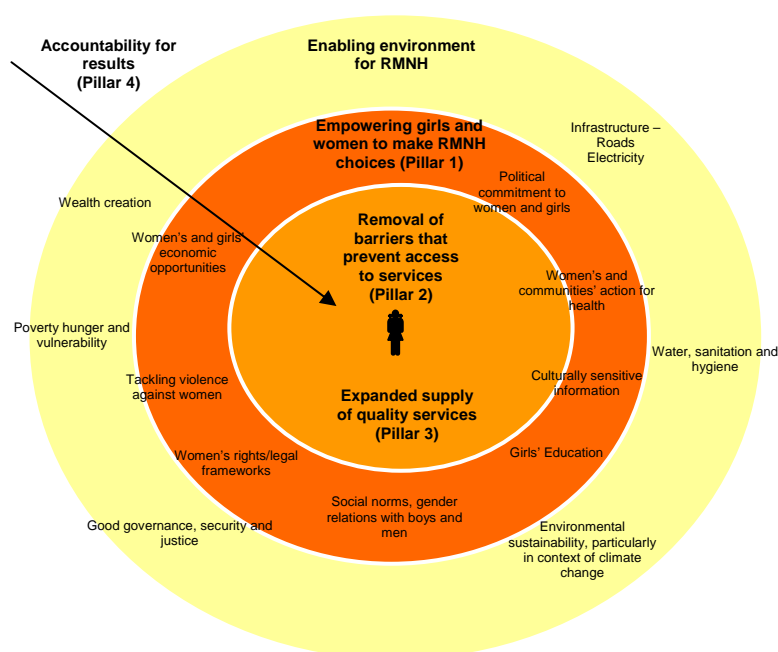 Accountability for
results
(Pillar 4)
Enabling environment
for RMNH
Empowering girls and
women to make RMNH
choices (Pillar 1)
Infrastructure –
Roads
Electricity
Political
commitment to
women and girls
Wealth creation
Removal of
barriers that
prevent access
to services
(Pillar 2)
Women's and girls'
economic
opportunities
Women's and
communities' action for
health
Poverty hunger and
vulnerability
Water, sanitation and
hygiene
Tackling violence
against women
Culturally sensitive
information
Expanded supply
of quality services
(Pillar 3)
Women's rights/legal
frameworks
Girls' Education
Social norms, gender
relations with boys and
men
Good governance, security and
justice
Environmental
sustainability, particularly
in context of climate
change